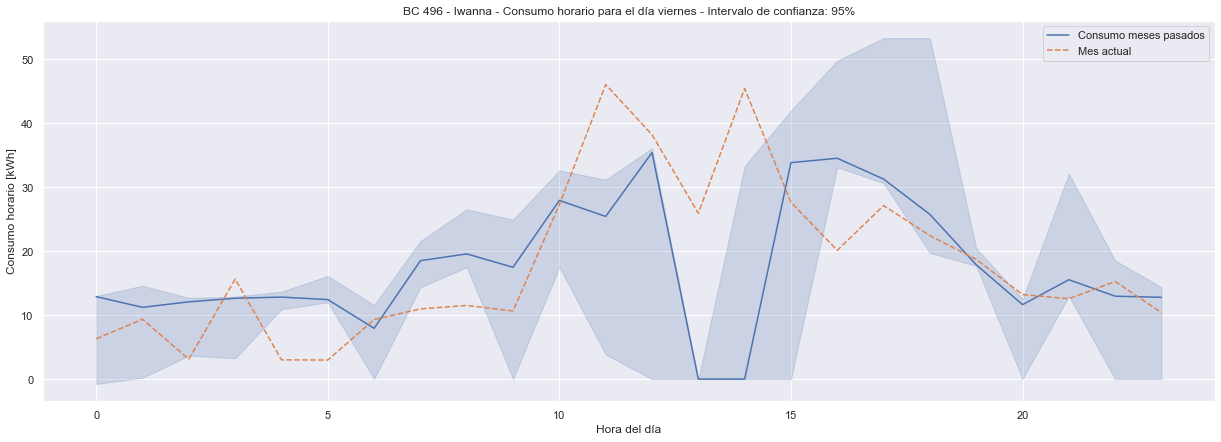 BC 496 - Iwanna - Consumo horario para el día viernes - Intervalo de confianza: 95%
Consumo meses pasados
Mes actual
50
40
30
20
10
0
Consumo horario [kWh]
0 5 10 15 20
Hora del día